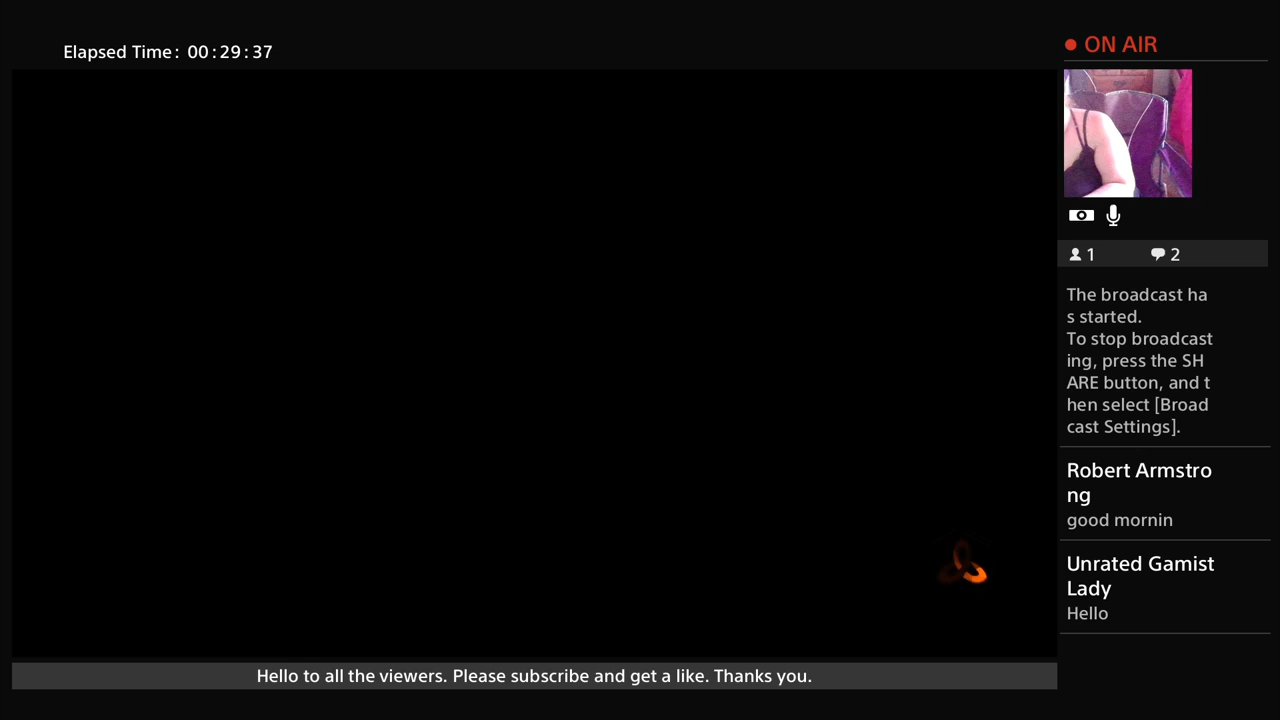 Elapsed Time: 00:29:37
ON AIR
1 2
The broadcast ha
s started.
To stop broadcast
ing, press the SH
ARE button, and t
hen select [Broad
cast Settings].
Robert Armstro
ng
good mornin
Unrated Gamist
Lady
Hello
Hello to all the viewers. Please subscribe and get a like. Thanks you.